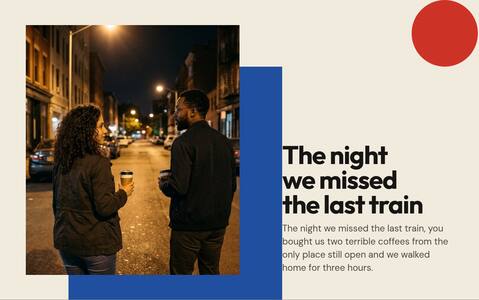 The night
we missed
the last train
The night we missed the last train, you
bought us two terrible coffees from the
only place still open and we walked
home for three hours.